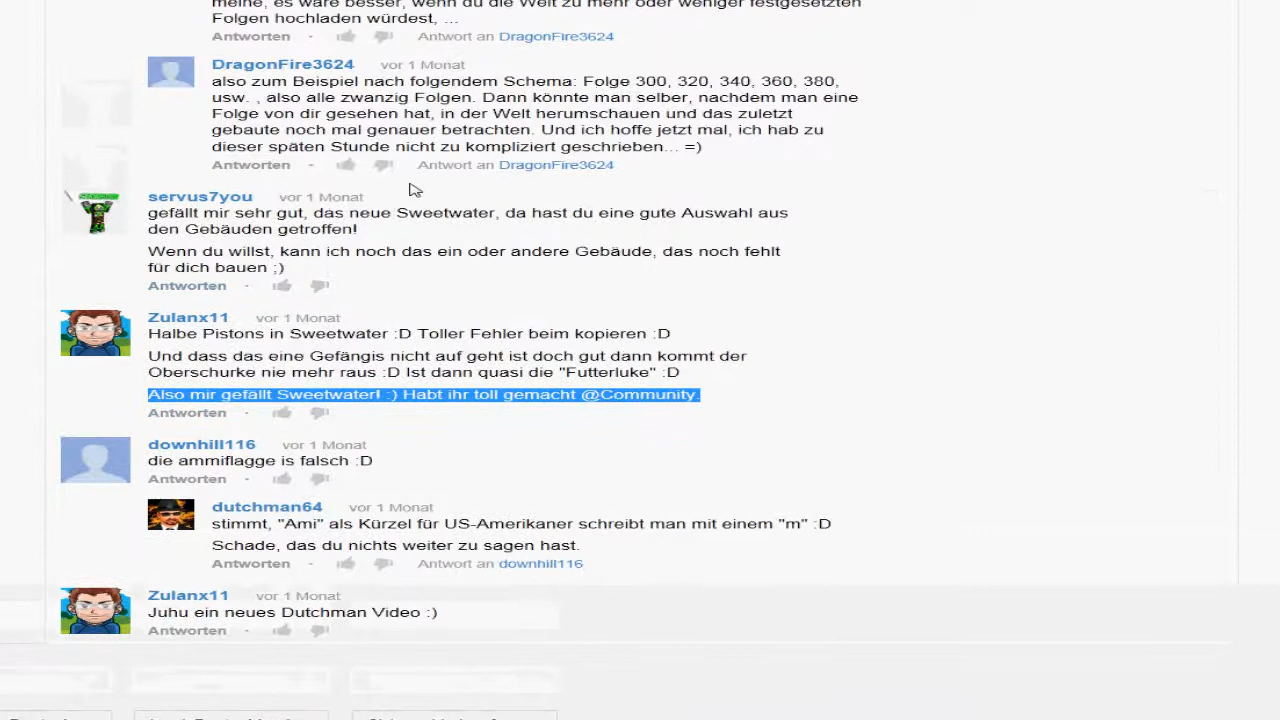 meine, es wäre besser, wenn du die Welt zu mehr oder weniger festgesetzten
Folgen hochladen würdest, ...
Antworten · Antwort an DragonFire3624
DragonFire3624 vor 1 Monat
also zum Beispiel nach folgendem Schema: Folge 300, 320, 340, 360, 380,
usw. , also alle zwanzig Folgen. Dann könnte man selber, nachdem man eine
Folge von dir gesehen hat, in der Welt herumschauen und das zuletzt
gebaute noch mal genauer betrachten. Und ich hoffe jetzt mal, ich hab zu
dieser späten Stunde nicht zu kompliziert geschrieben... =)
Antworten · Antwort an DragonFire3624
servus7you vor 1 Monat
gefällt mir sehr gut, das neue Sweetwater, da hast du eine gute Auswahl aus
den Gebäuden getroffen!
Wenn du willst, kann ich noch das ein oder andere Gebäude, das noch fehlt
für dich bauen ;)
Antworten ·
Zulanx11 vor 1 Monat
Halbe Pistons in Sweetwater :D Toller Fehler beim kopieren :D
Und dass das eine Gefängis nicht auf geht ist doch gut dann kommt der
Oberschurke nie mehr raus :D Ist dann quasi die "Futterluke" :D
Also mir gefällt Sweetwater! :) Habt ihr toll gemacht @Community.
Antworten ·
downhill116 vor 1 Monat
die ammiflagge is falsch :D
Antworten ·
dutchman64 vor 1 Monat
stimmt, "Ami" als Kürzel für US-Amerikaner schreibt man mit einem "m" :D
Schade, das du nichts weiter zu sagen hast.
Antworten · Antwort an downhill116
Zulanx11 vor 1 Monat
Juhu ein neues Dutchman Video :)
Antworten ·